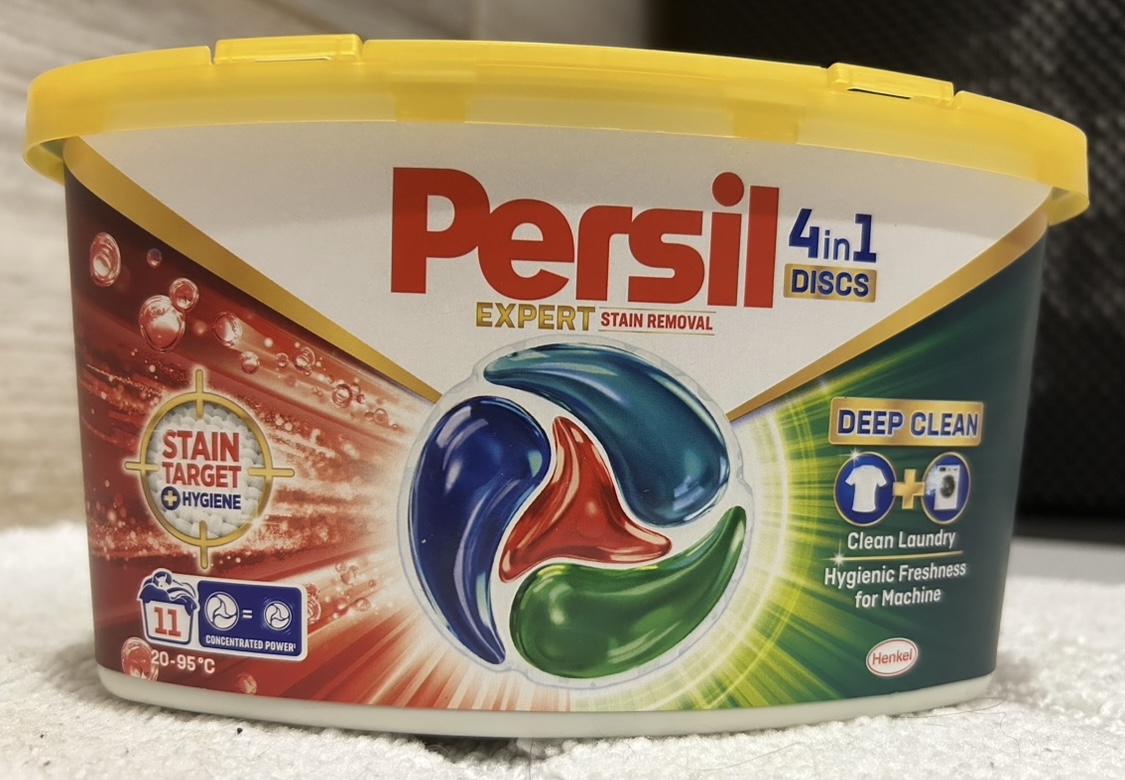 Persil
4in1
DISCS
EXPERT STAIN REMOVAL
STAIN
TARGET
+ HYGIENE
11
=
CONCENTRATED POWER¹
20-95°C
DEEP CLEAN
+
Clean Laundry
Hygienic Freshness
for Machine
Henkel